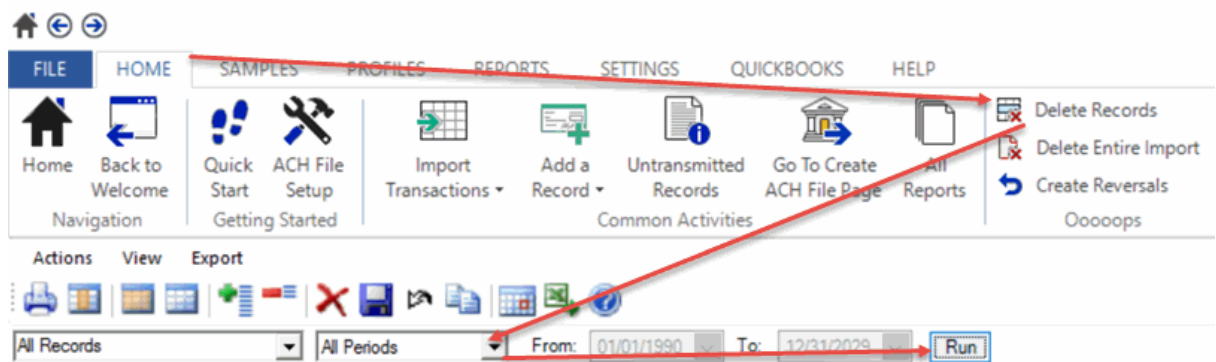 FILE HOME SAMPLES PROFILES REPORTS SETTINGS QUICKBOOKS HELP
Home Back to Welcome Quick Start ACH File Setup Import Transactions Add a Record Untransmitted Records Go To Create ACH File Page All Reports Delete Records
Delete Entire Import
Create Reversals
Navigation Getting Started Common Activities Ooooops
Actions View Export
All Records All Periods From: 01/01/1990 To: 12/31/2029 Run